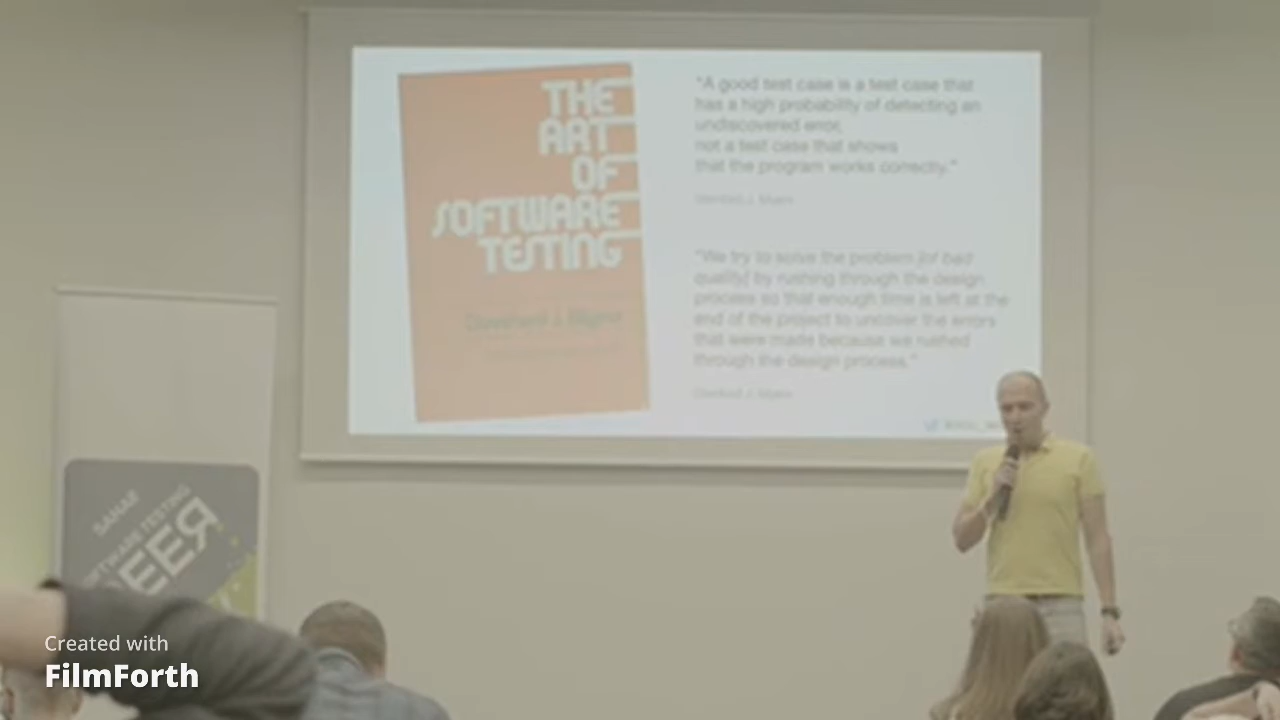 THE
ART
OF
SOFTWARE
TESTING
"A good test case is a test case that
has a high probability of detecting an
undiscovered error,
not a test case that shows
that the program works correctly."
"We try to solve the problem [of bad
quality] by rushing through the design
process so that enough time is left at the
end of the project to uncover the errors
that were made because we rushed
through the design process."
SOFTWARE TESTING
Created with
FilmForth